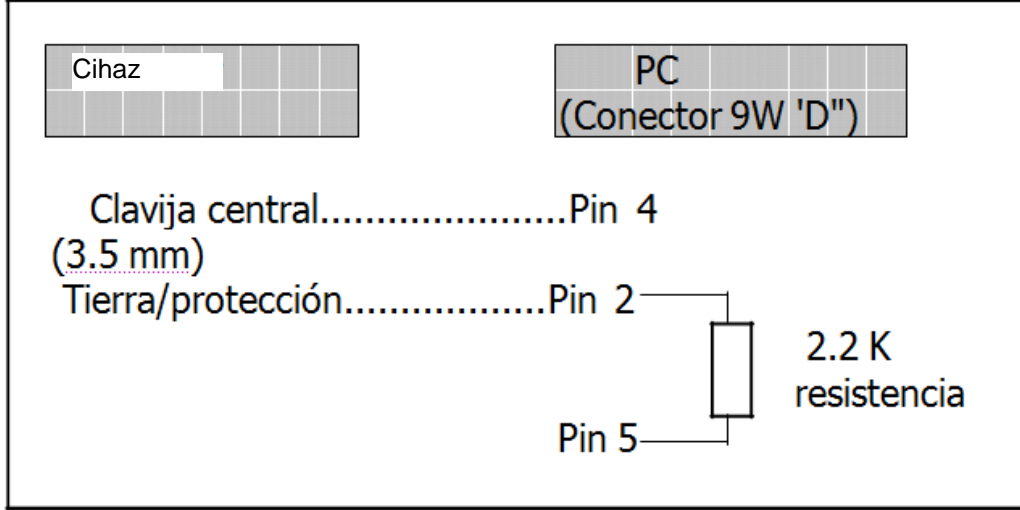 Cihaz
PC
(Conector 9W 'D")
Clavija central......................Pin 4
(3.5 mm)
Tierra/protección..................Pin 2
2.2 K
resistencia
Pin 5